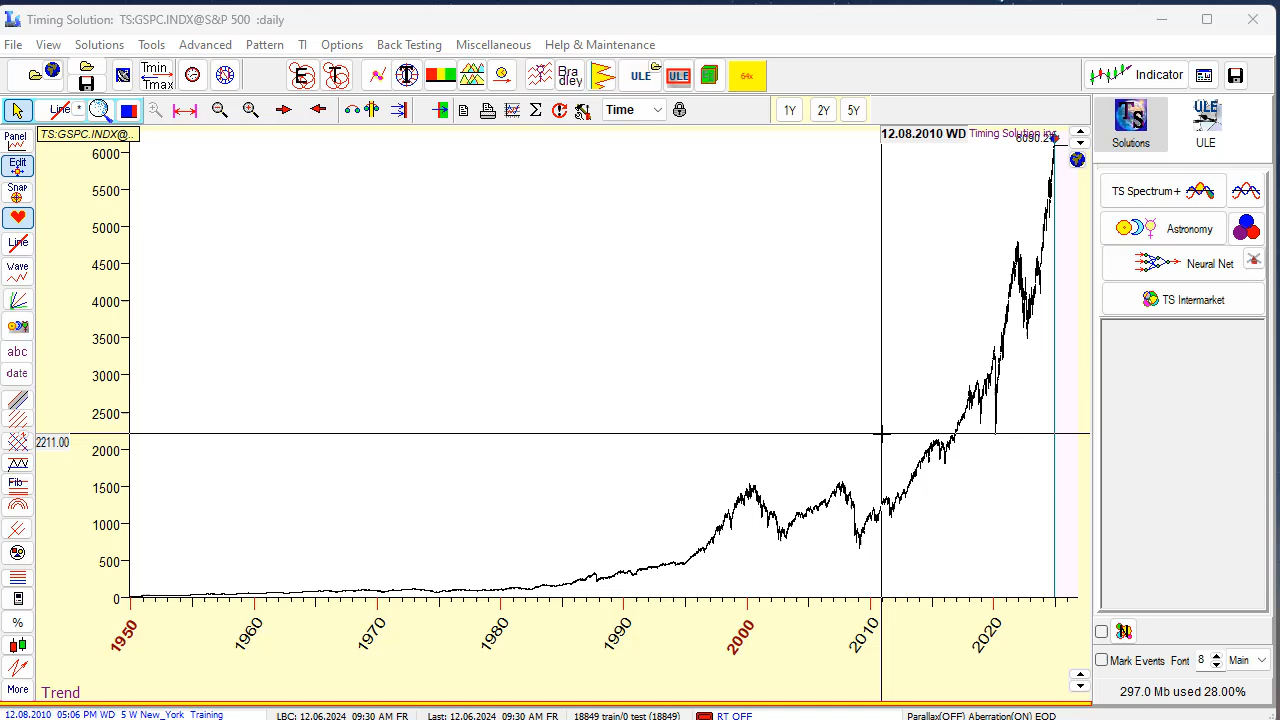 Timing Solution: TS:GSPC.INDX@S&P 500 :daily
File View Solutions Tools Advanced Pattern TI Options Back Testing Miscellaneous Help & Maintenance
Tmin
Tmax
E
T
T
Bra
dley
ULE
ULE
64x
Indicator
Line *
Time
1Y 2Y 5Y
Solutions
ULE
Panel
Edit
Snap
Line
Wave
abc
date
Fib
%
More
TS:GSPC.INDX@..
12.08.2010 WD
Timing Solution inc.
6090.2
6000
5500
5000
4500
4000
3500
3000
2500
2211.00
2000
1500
1000
500
0
1950 1960 1970 1980 1990 2000 2010 2020
Trend
TS Spectrum+
Astronomy
Neural Net
TS Intermarket
Mark Events Font 8 Main
297.0 Mb used 28.00%
12.08.2010 05:06 PM WD 5 W New_York Training
LBC: 12.06.2024 09:30 AM FR
Last: 12.06.2024 09:30 AM FR
18849 train/0 test (18849)
RT OFF
Parallax(OFF) Aberration(ON) EOD